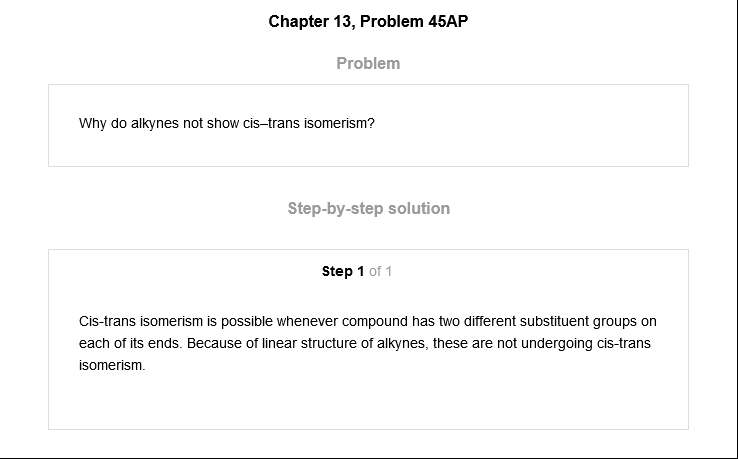 Chapter 13, Problem 45AP
Problem
Why do alkynes not show cis–trans isomerism?
Step-by-step solution
Step 1 of 1
Cis-trans isomerism is possible whenever compound has two different substituent groups on
each of its ends. Because of linear structure of alkynes, these are not undergoing cis-trans
isomerism.